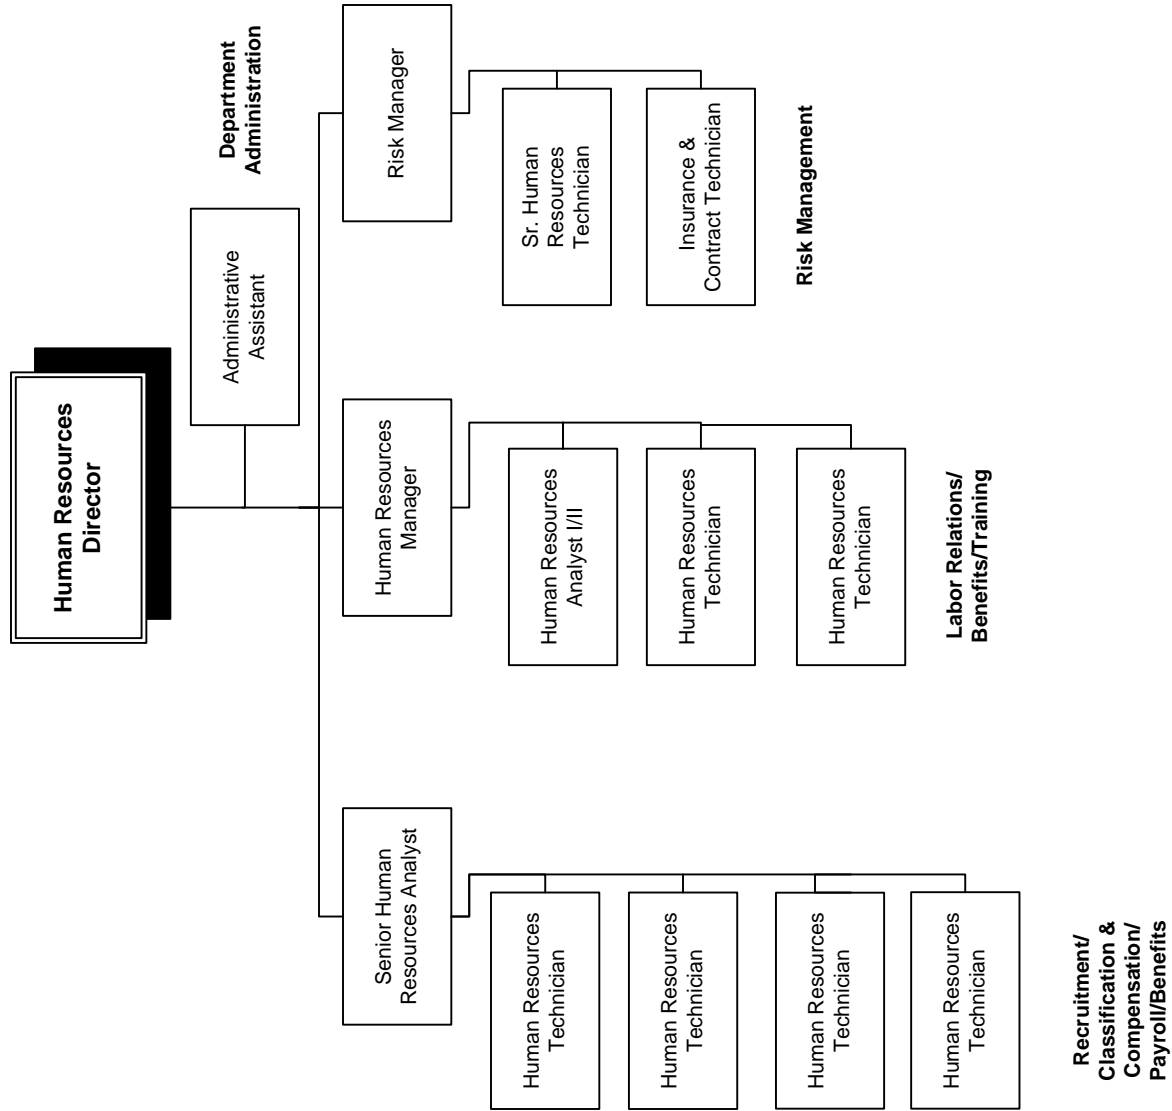 Human Resources
Director
Administrative
Assistant
Department
Administration
Senior Human
Resources Analyst
Human Resources
Technician
Human Resources
Technician
Human Resources
Technician
Human Resources
Technician
Recruitment/
Classification &
Compensation/
Payroll/Benefits
Human Resources
Manager
Human Resources
Analyst I/II
Human Resources
Technician
Human Resources
Technician
Labor Relations/
Benefits/Training
Risk Manager
Sr. Human
Resources
Technician
Insurance &
Contract Technician
Risk Management